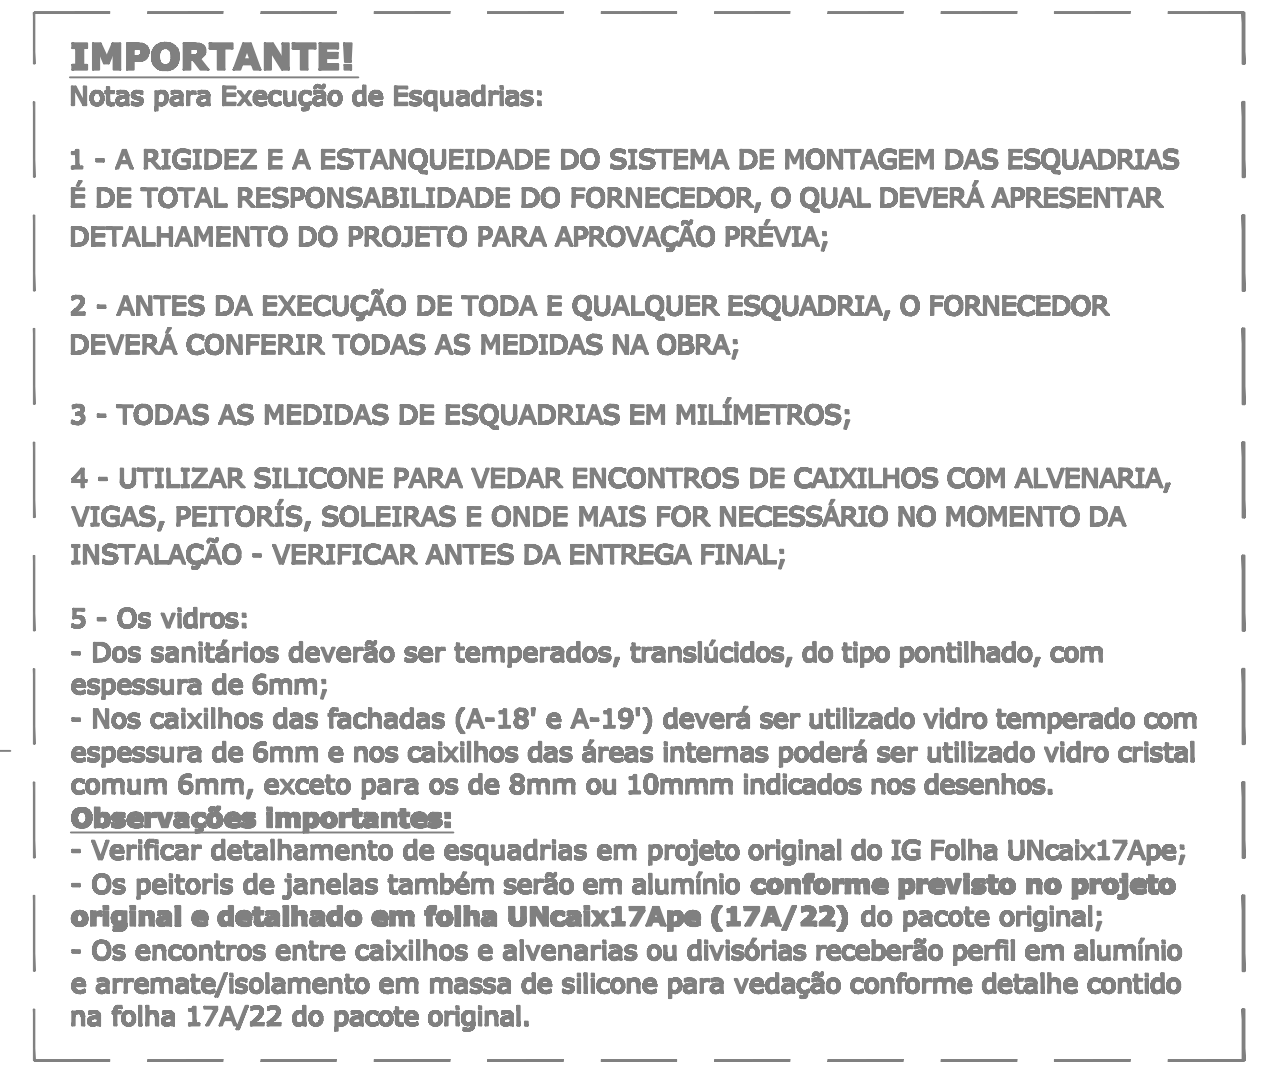 IMPORTANTE!
Notas para Execução de Esquadrias:
1 - A RIGIDEZ E A ESTANQUEIDADE DO SISTEMA DE MONTAGEM DAS ESQUADRIAS
É DE TOTAL RESPONSABILIDADE DO FORNECEDOR, O QUAL DEVERÁ APRESENTAR
DETALHAMENTO DO PROJETO PARA APROVAÇÃO PRÉVIA;
2 - ANTES DA EXECUÇÃO DE TODA E QUALQUER ESQUADRIA, O FORNECEDOR
DEVERÁ CONFERIR TODAS AS MEDIDAS NA OBRA;
3 - TODAS AS MEDIDAS DE ESQUADRIAS EM MILÍMETROS;
4 - UTILIZAR SILICONE PARA VEDAR ENCONTROS DE CAIXILHOS COM ALVENARIA,
VIGAS, PEITORÍS, SOLEIRAS E ONDE MAIS FOR NECESSÁRIO NO MOMENTO DA
INSTALAÇÃO - VERIFICAR ANTES DA ENTREGA FINAL;
5 - Os vidros:
- Dos sanitários deverão ser temperados, translúcidos, do tipo pontilhado, com
espessura de 6mm;
- Nos caixilhos das fachadas (A-18' e A-19') deverá ser utilizado vidro temperado com
espessura de 6mm e nos caixilhos das áreas internas poderá ser utilizado vidro cristal
comum 6mm, exceto para os de 8mm ou 10mmm indicados nos desenhos.
Observações importantes:
- Verificar detalhamento de esquadrias em projeto original do IG Folha UNcaix17Ape;
- Os peitoris de janelas também serão em alumínio conforme previsto no projeto
original e detalhado em folha UNcaix17Ape (17A/22) do pacote original;
- Os encontros entre caixilhos e alvenarias ou divisórias receberão perfil em alumínio
e arremate/isolamento em massa de silicone para vedação conforme detalhe contido
na folha 17A/22 do pacote original.